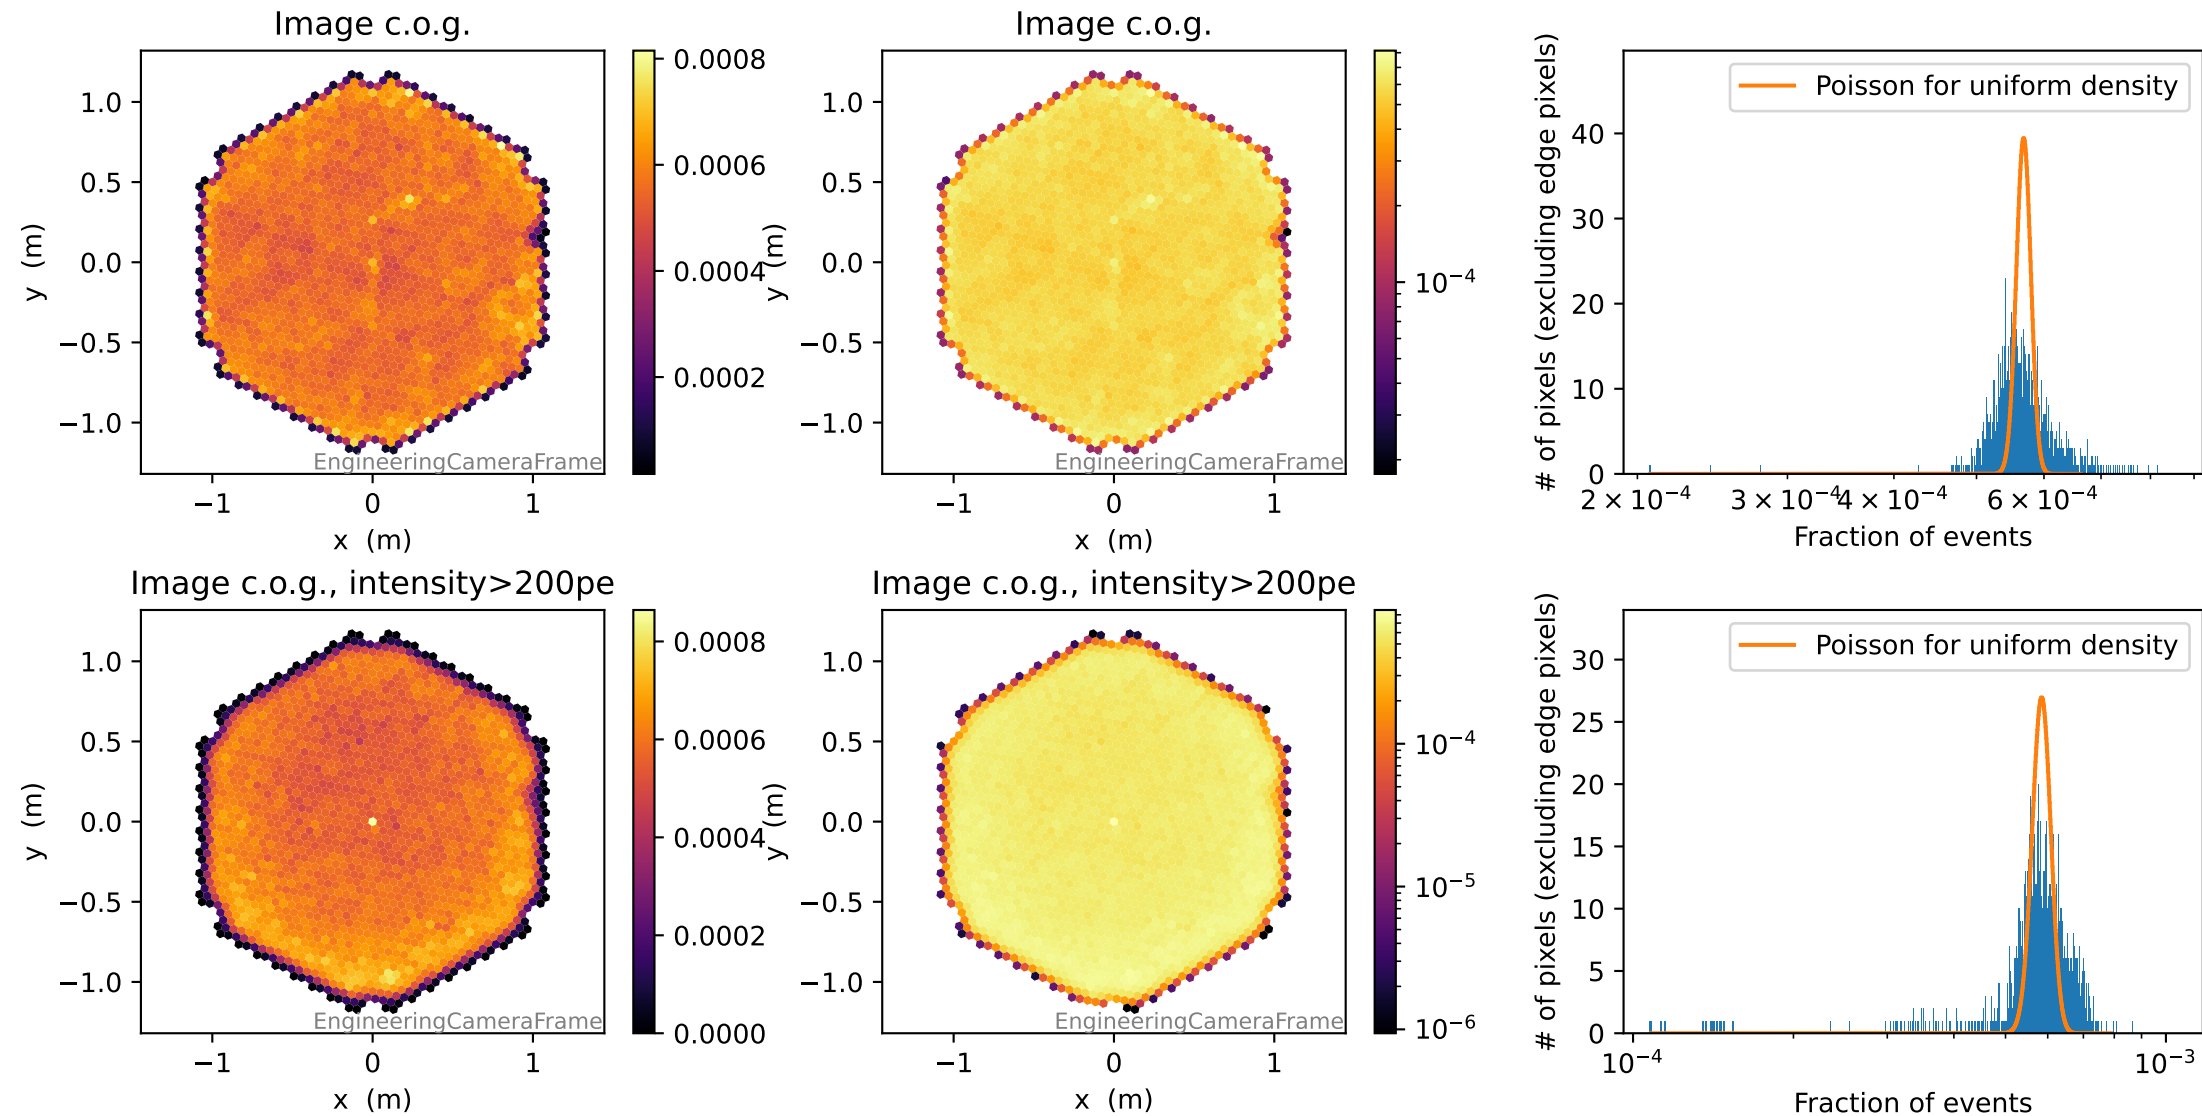 Image c.o.g.
1.0
0.5
0.0
−0.5
−1.0
y (m)
EngineeringCameraFrame
−1
0
1
x (m)
0.0008
0.0006
0.0004
0.0002
Image c.o.g.
1.0
0.5
0.0
−0.5
−1.0
y (m)
EngineeringCameraFrame
−1
0
1
x (m)
10⁻⁴
Poisson for uniform density
# of pixels (excluding edge pixels)
40
30
20
10
0
2 × 10⁻⁴
3 × 10⁻⁴
4 × 10⁻⁴
6 × 10⁻⁴
Fraction of events
Image c.o.g., intensity>200pe
1.0
0.5
0.0
−0.5
−1.0
y (m)
EngineeringCameraFrame
−1
0
1
x (m)
0.0008
0.0006
0.0004
0.0002
0.0000
Image c.o.g., intensity>200pe
1.0
0.5
0.0
−0.5
−1.0
y (m)
EngineeringCameraFrame
−1
0
1
x (m)
10⁻⁴
10⁻⁵
10⁻⁶
Poisson for uniform density
# of pixels (excluding edge pixels)
30
25
20
15
10
5
0
10⁻⁴
10⁻³
Fraction of events